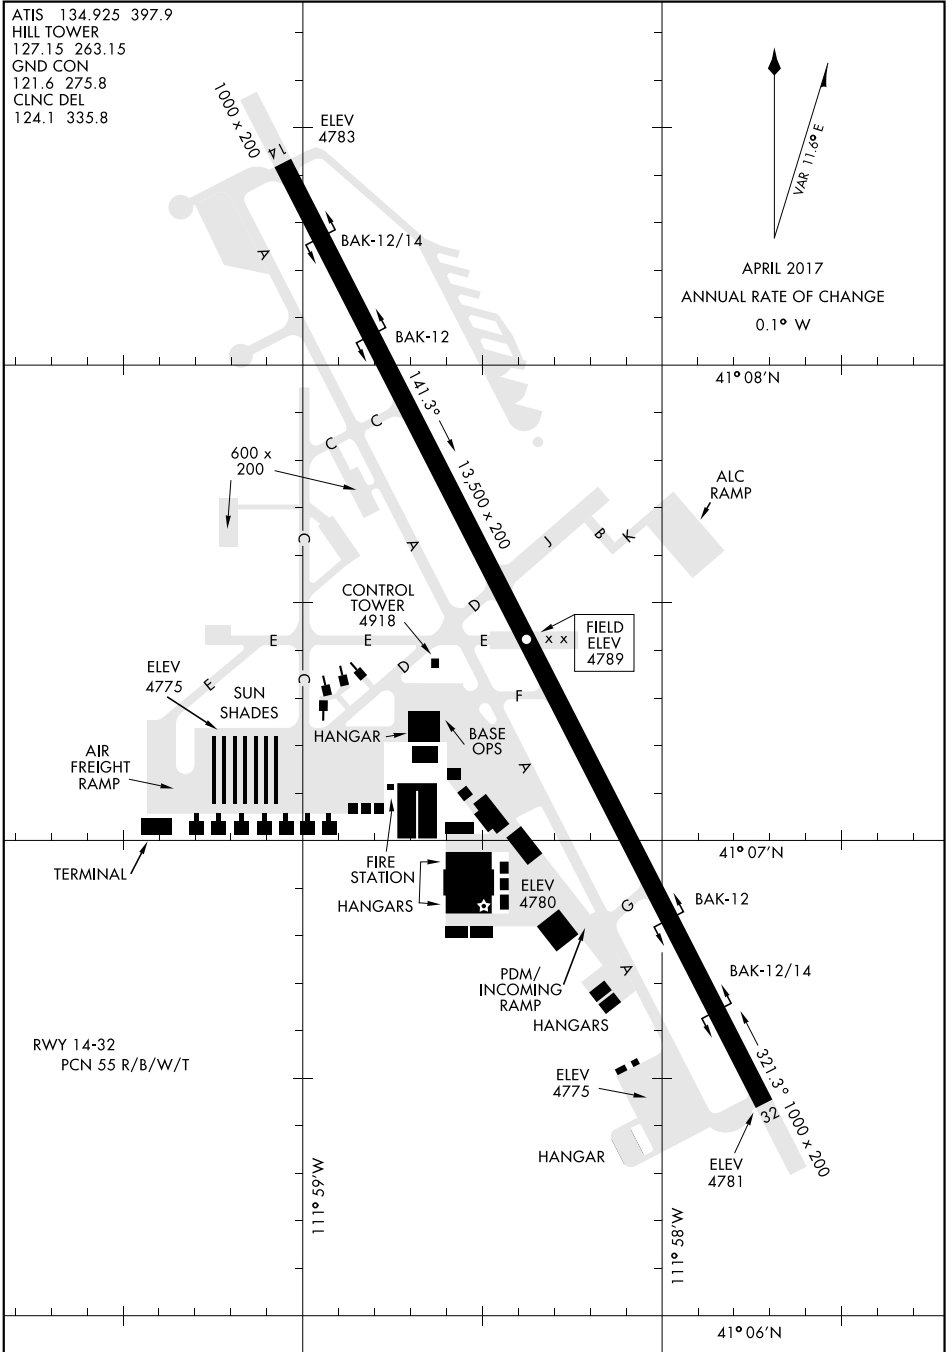 ATIS 134.925 397.9
HILL TOWER
127.15 263.15
GND CON
121.6 275.8
CLNC DEL
124.1 335.8
1000 x 200
14
ELEV
4783
VAR 11.6° E
A
BAK-12/14
APRIL 2017
ANNUAL RATE OF CHANGE
0.1° W
BAK-12
41° 08'N
141.3°
C
C
600 x
200
13,500 x 200
ALC
RAMP
C
A
J
B
K
CONTROL
TOWER
4918
D
E
E
E
x x
FIELD
ELEV
4789
ELEV
4775
SUN
SHADES
E
C
D
F
HANGAR
BASE
OPS
AIR
FREIGHT
RAMP
A
TERMINAL
FIRE
STATION
HANGARS
ELEV
4780
41° 07'N
G
BAK-12
A
BAK-12/14
PDM/
INCOMING
RAMP
HANGARS
RWY 14-32
PCN 55 R/B/W/T
ELEV
4775
321.3°
32
1000 x 200
HANGAR
ELEV
4781
111° 59'W
111° 58'W
41° 06'N